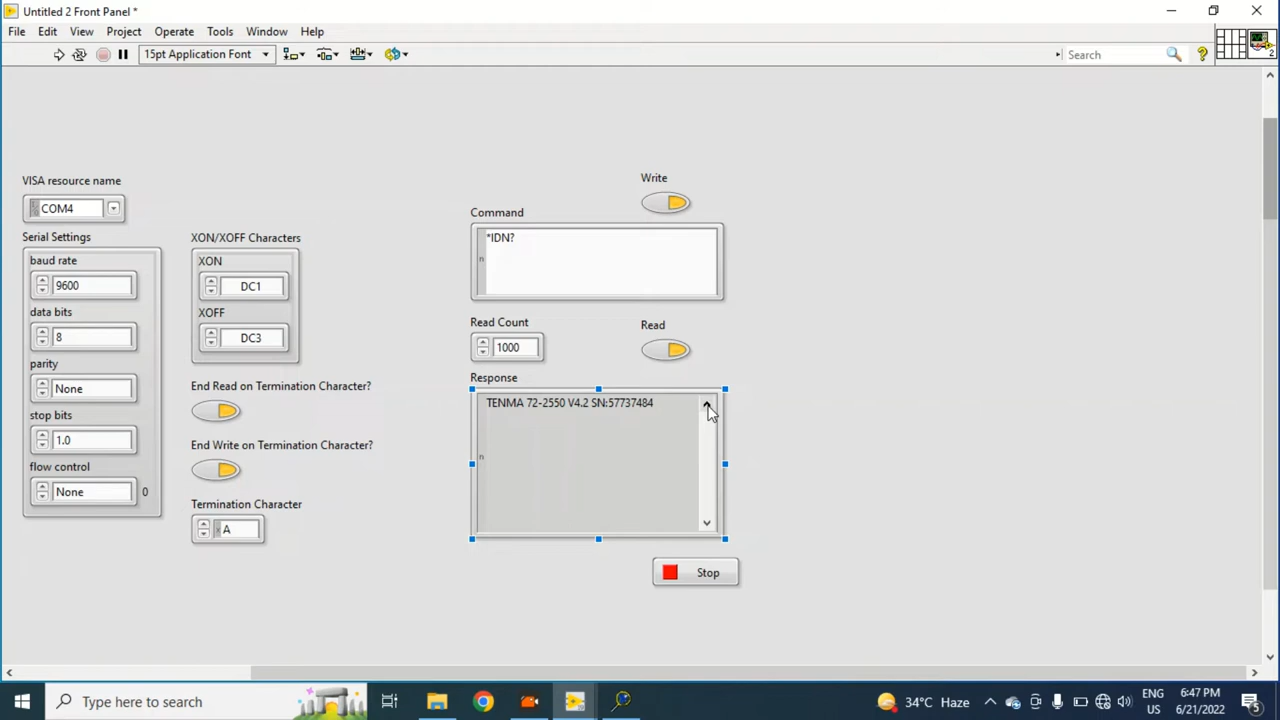 Untitled 2 Front Panel *
File Edit View Project Operate Tools Window Help
15pt Application Font
Search
?
2
VISA resource name
COM4
Serial Settings
baud rate
9600
data bits
8
parity
None
stop bits
1.0
flow control
None
0
XON/XOFF Characters
XON
DC1
XOFF
DC3
End Read on Termination Character?
End Write on Termination Character?
Termination Character
x
A
Write
Command
*IDN?
n
Read Count
1000
Read
Response
TENMA 72-2550 V4.2 SN:57737484
n
Stop
Type here to search
34°C Haze
ENG
US
6:47 PM
6/21/2022
5